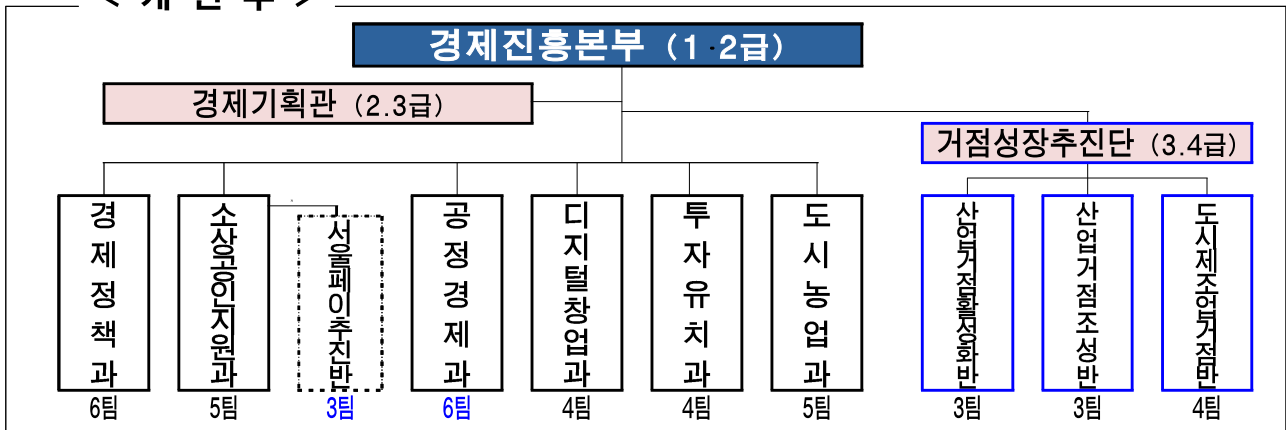 경제진흥본부 (1·2급)
경제기획관 (2.3급)
거점성장추진단 (3.4급)
경제정책과
6팀
소상공인지원과
5팀
서울페이추진반
3팀
공정경제과
6팀
디지털창업과
4팀
투자유치과
4팀
도시농업과
5팀
산업거점활성화반
3팀
산업거점조성반
3팀
도시제조업거점반
4팀